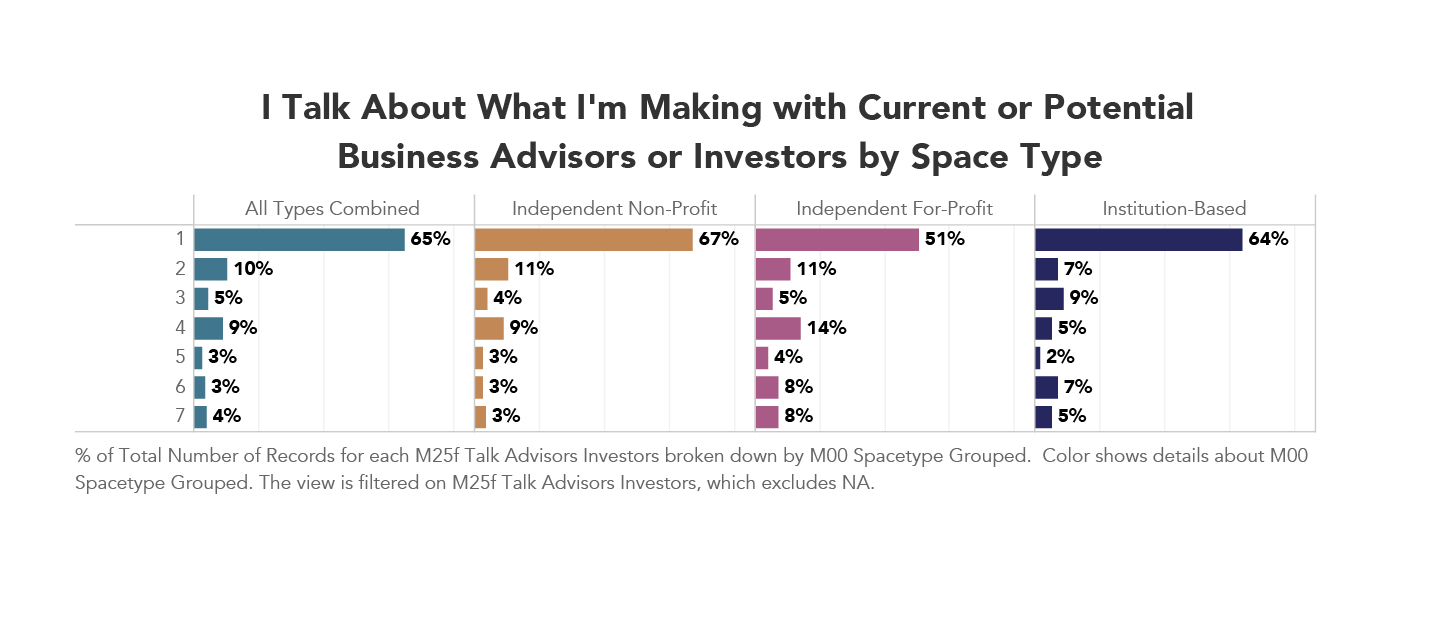 I Talk About What I'm Making with Current or Potential
Business Advisors or Investors by Space Type
All Types Combined Independent Non-Profit Independent For-Profit Institution-Based
1 65% 67% 51% 64%
2 10% 11% 11% 7%
3 5% 4% 5% 9%
4 9% 9% 14% 5%
5 3% 3% 4% 2%
6 3% 3% 8% 7%
7 4% 3% 8% 5%
% of Total Number of Records for each M25f Talk Advisors Investors broken down by M00 Spacetype Grouped.  Color shows details about M00
Spacetype Grouped. The view is filtered on M25f Talk Advisors Investors, which excludes NA.